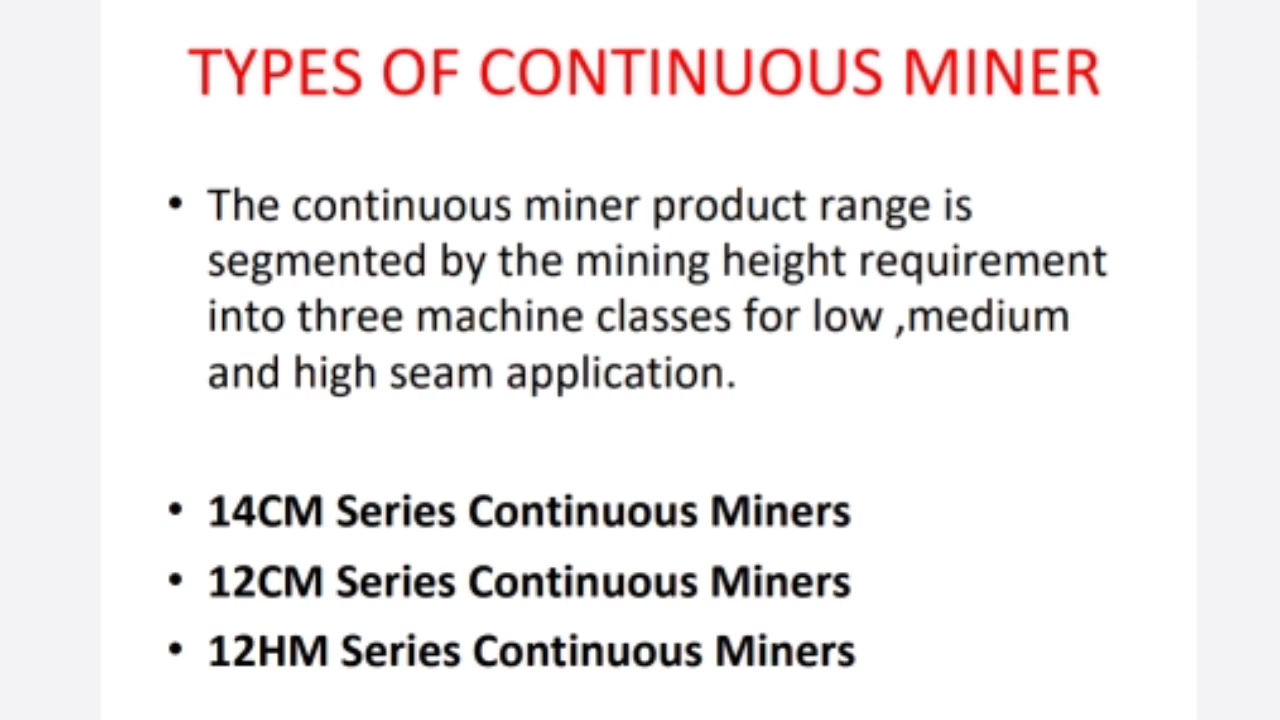 TYPES OF CONTINUOUS MINER
• The continuous miner product range is
segmented by the mining height requirement
into three machine classes for low ,medium
and high seam application.
• 14CM Series Continuous Miners
• 12CM Series Continuous Miners
• 12HM Series Continuous Miners